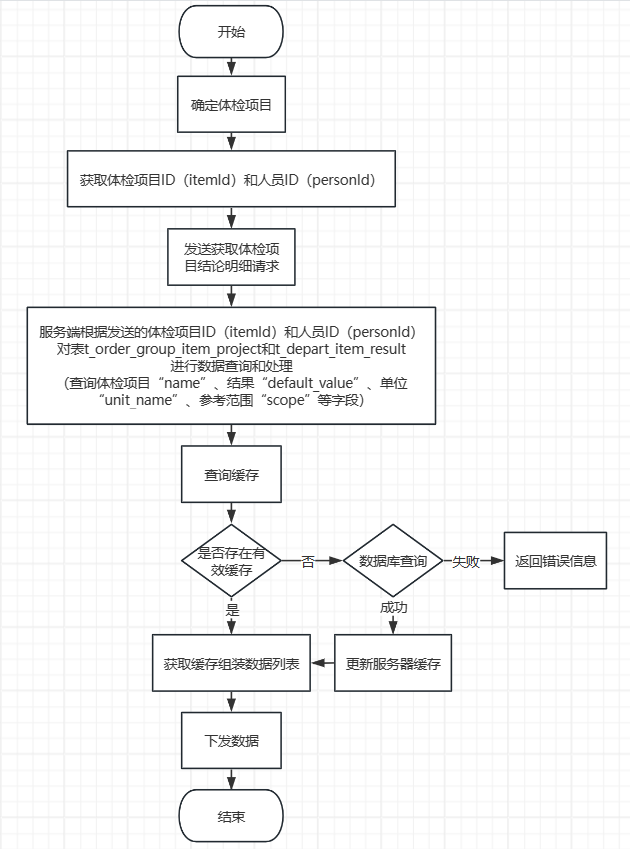 开始
确定体检项目
获取体检项目ID（itemId）和人员ID（personId）
发送获取体检项
目结论明细请求
服务端根据发送的体检项目ID（itemId）和人员ID（personId）
对表t_order_group_item_project和t_depart_item_result
进行数据查询和处理
（查询体检项目“name”、结果“default_value”、单位
“unit_name”、参考范围“scope”等字段）
查询缓存
是否存在有
效缓存
否
数据库查询
失败
返回错误信息
是
成功
获取缓存组装数据列表
更新服务器缓存
下发数据
结束